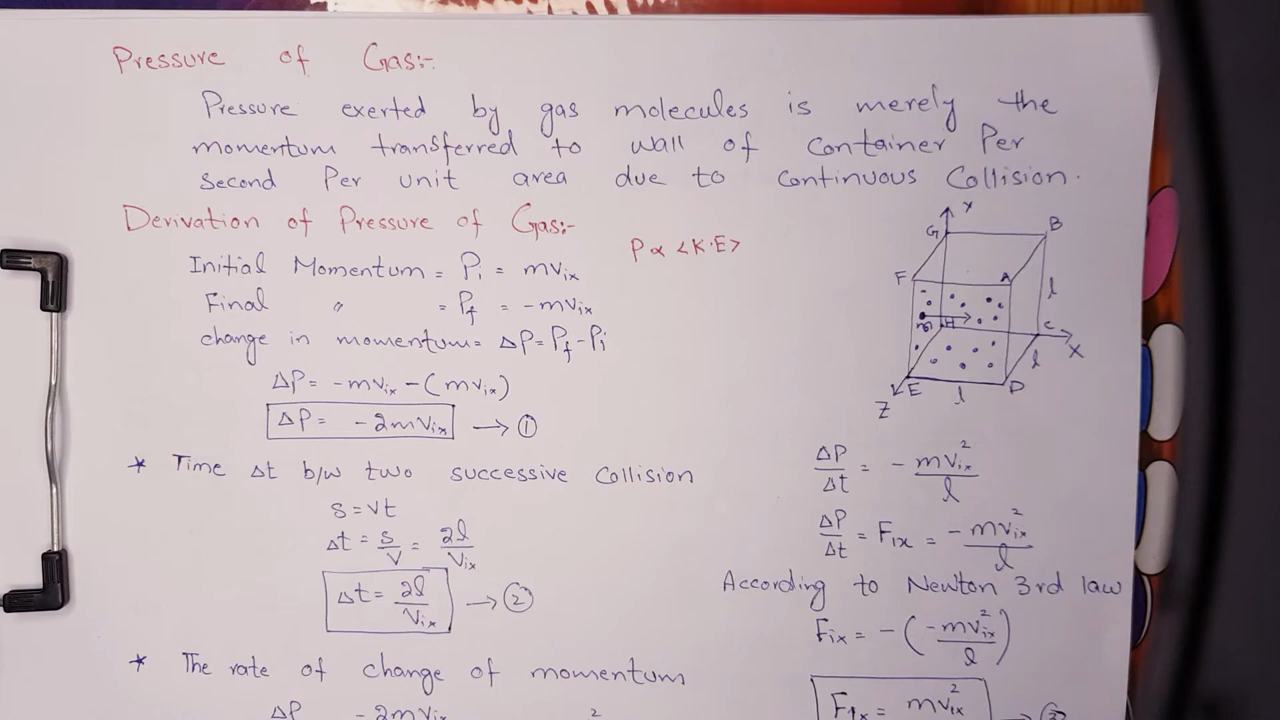 Pressure of Gas:-
Pressure exerted by gas molecules is merely the
momentum transferred to wall of Container Per
Second Per unit area due to continuous Collision.
Derivation of Pressure of Gas:-
P ∝ <K.E>
Initial Momentum = Pi = mvix
Final 〃 = Pf = -mvix
change in momentum = ΔP = Pf - Pi
ΔP = -mvix - (mvix)
ΔP = -2mvix → ①
* Time Δt b/w two successive Collision
S = vt
Δt = S/V = 2l/Vix
Δt = 2l/Vix → ②
* The rate of change of momentum
ΔP -2mvix 2
Y
G B
F A
l
m H C
X
l
E D
Z l
ΔP/Δt = - mvix²/l
ΔP/Δt = F1x = - mvix²/l
According to Newton 3rd law
Fix = - (-mvix²/l)
F1x = mvix² →